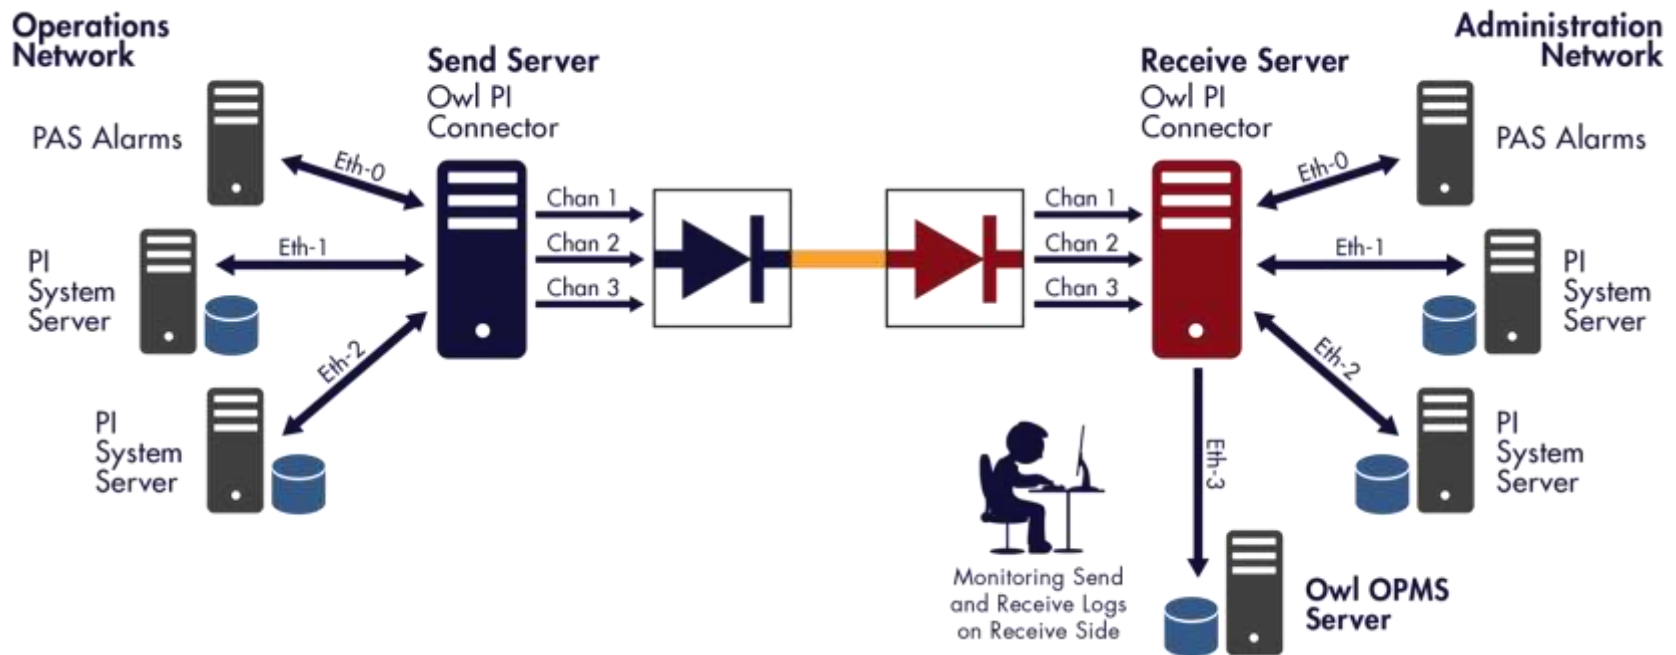 Operations
Network
Send Server
Owl PI
Connector
Receive Server
Owl PI
Connector
Administration
Network
PAS Alarms
Eth-0
Chan 1
Chan 1
Eth-0
PAS Alarms
PI
System
Server
Eth-1
Chan 2
Chan 2
Eth-1
PI
System
Server
Chan 3
Chan 3
Eth-2
Eth-2
PI
System
Server
PI
System
Server
Eth-3
Monitoring Send
and Receive Logs
on Receive Side
Owl OPMS
Server